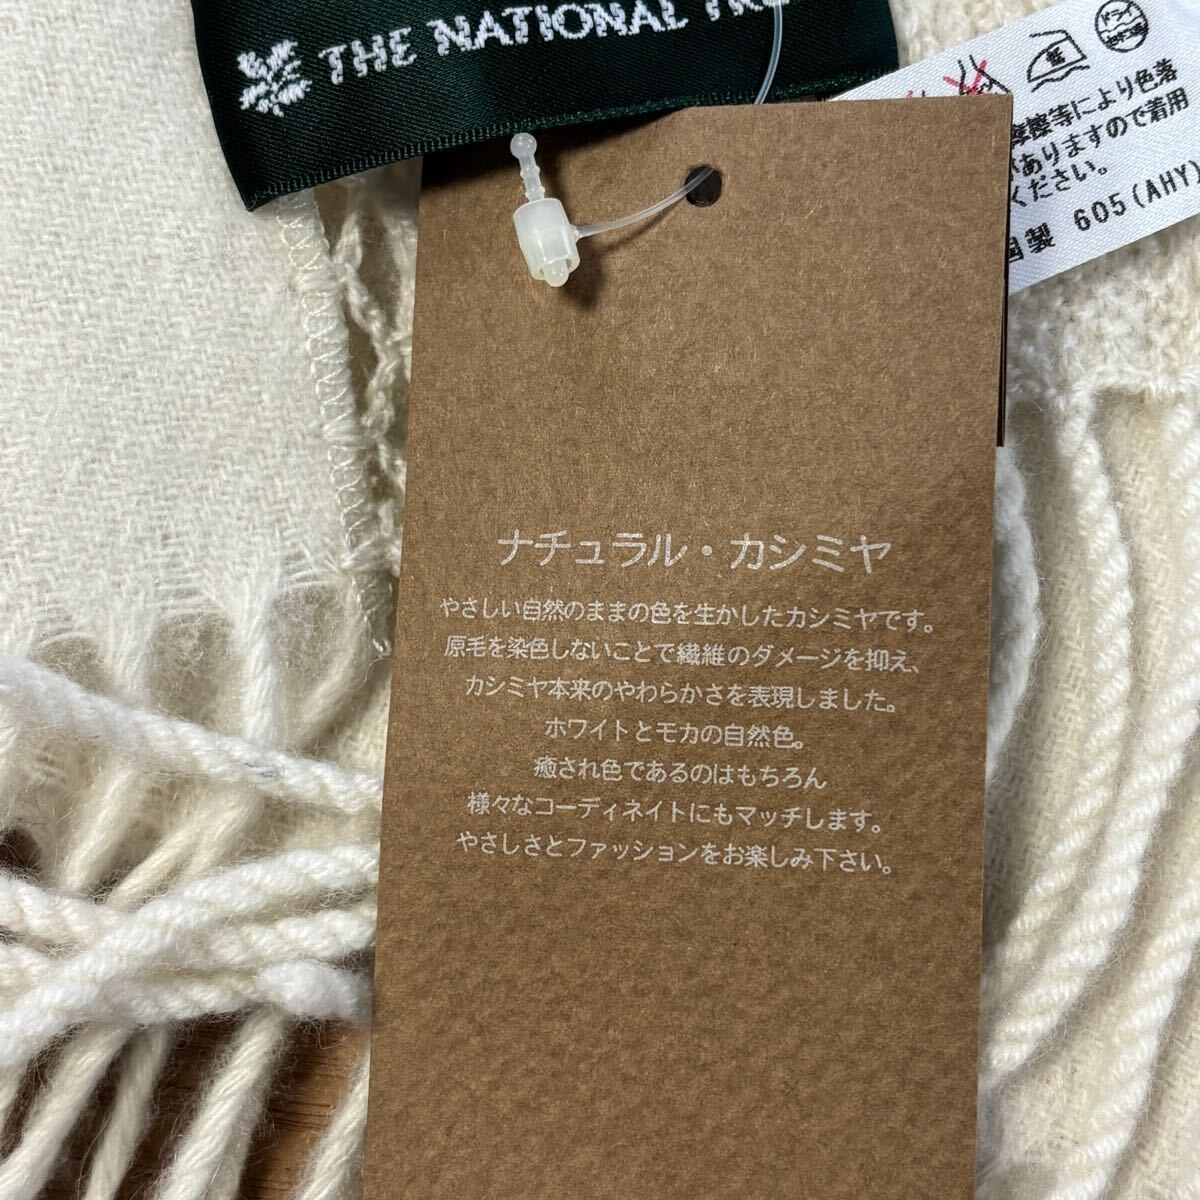 THE NATIONAL
ドライ
摩擦等により色落
がありますので着用
ください。
国製 605(AHY)
ナチュラル・カシミヤ
やさしい自然のままの色を生かしたカシミヤです。
原毛を染色しないことで繊維のダメージを抑え、
カシミヤ本来のやわらかさを表現しました。
ホワイトとモカの自然色。
癒され色であるのはもちろん
様々なコーディネイトにもマッチします。
やさしさとファッションをお楽しみ下さい。